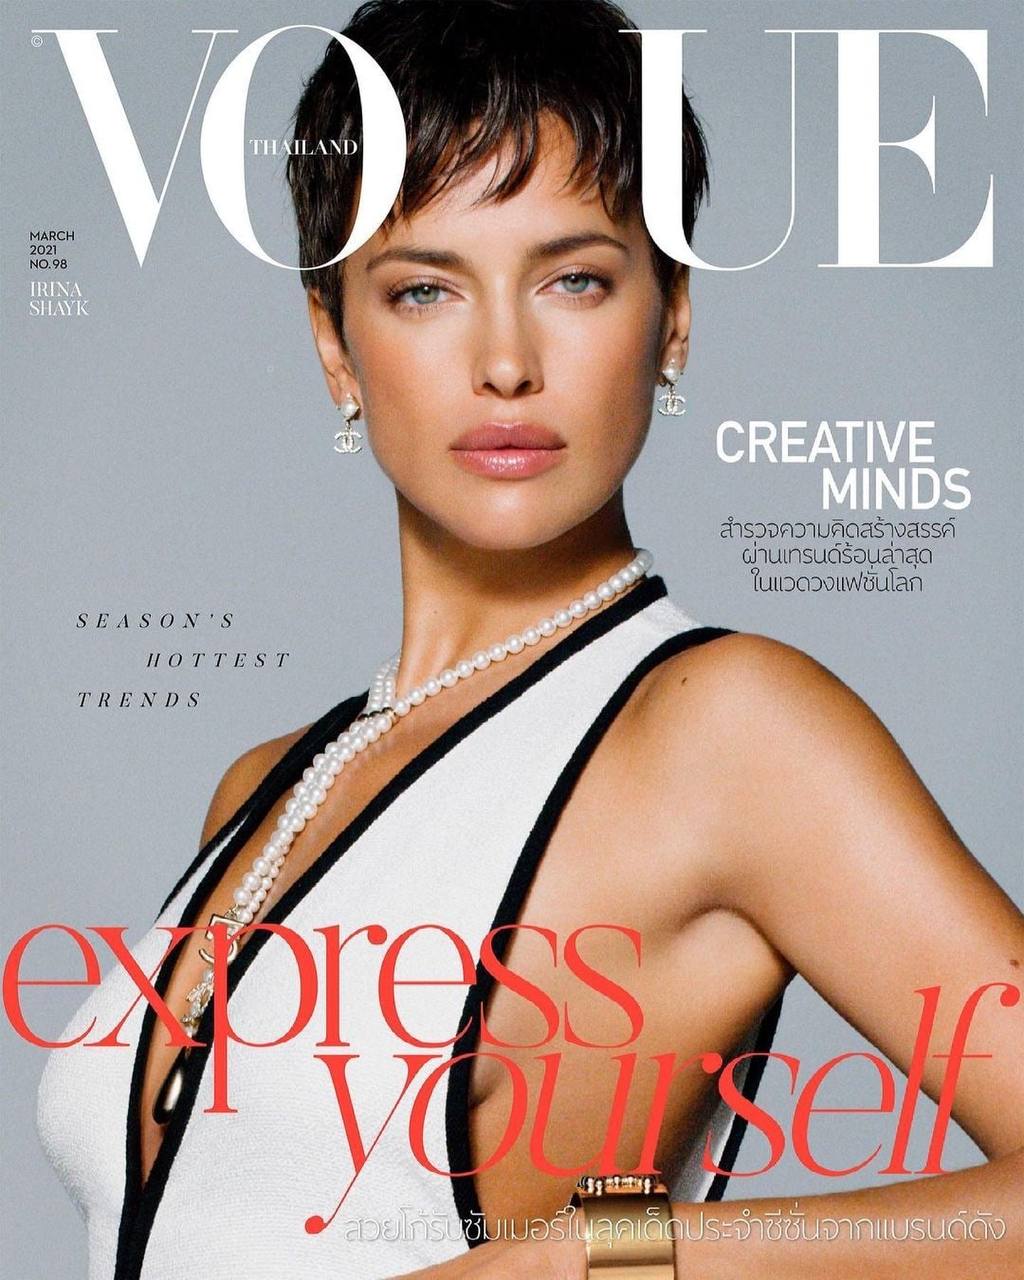 ©
VOGUE
THAILAND
MARCH
2021
NO.98
IRINA
SHAYK
CREATIVE
MINDS
สำรวจความคิดสร้างสรรค์
ผ่านเทรนด์ร้อนล่าสุด
ในแวดวงแฟชั่นโลก
SEASON'S
HOTTEST
TRENDS
express
yourself
สวยโก้รับซัมเมอร์ในลุคเด็ดประจำซีซั่นจากแบรนด์ดัง
5